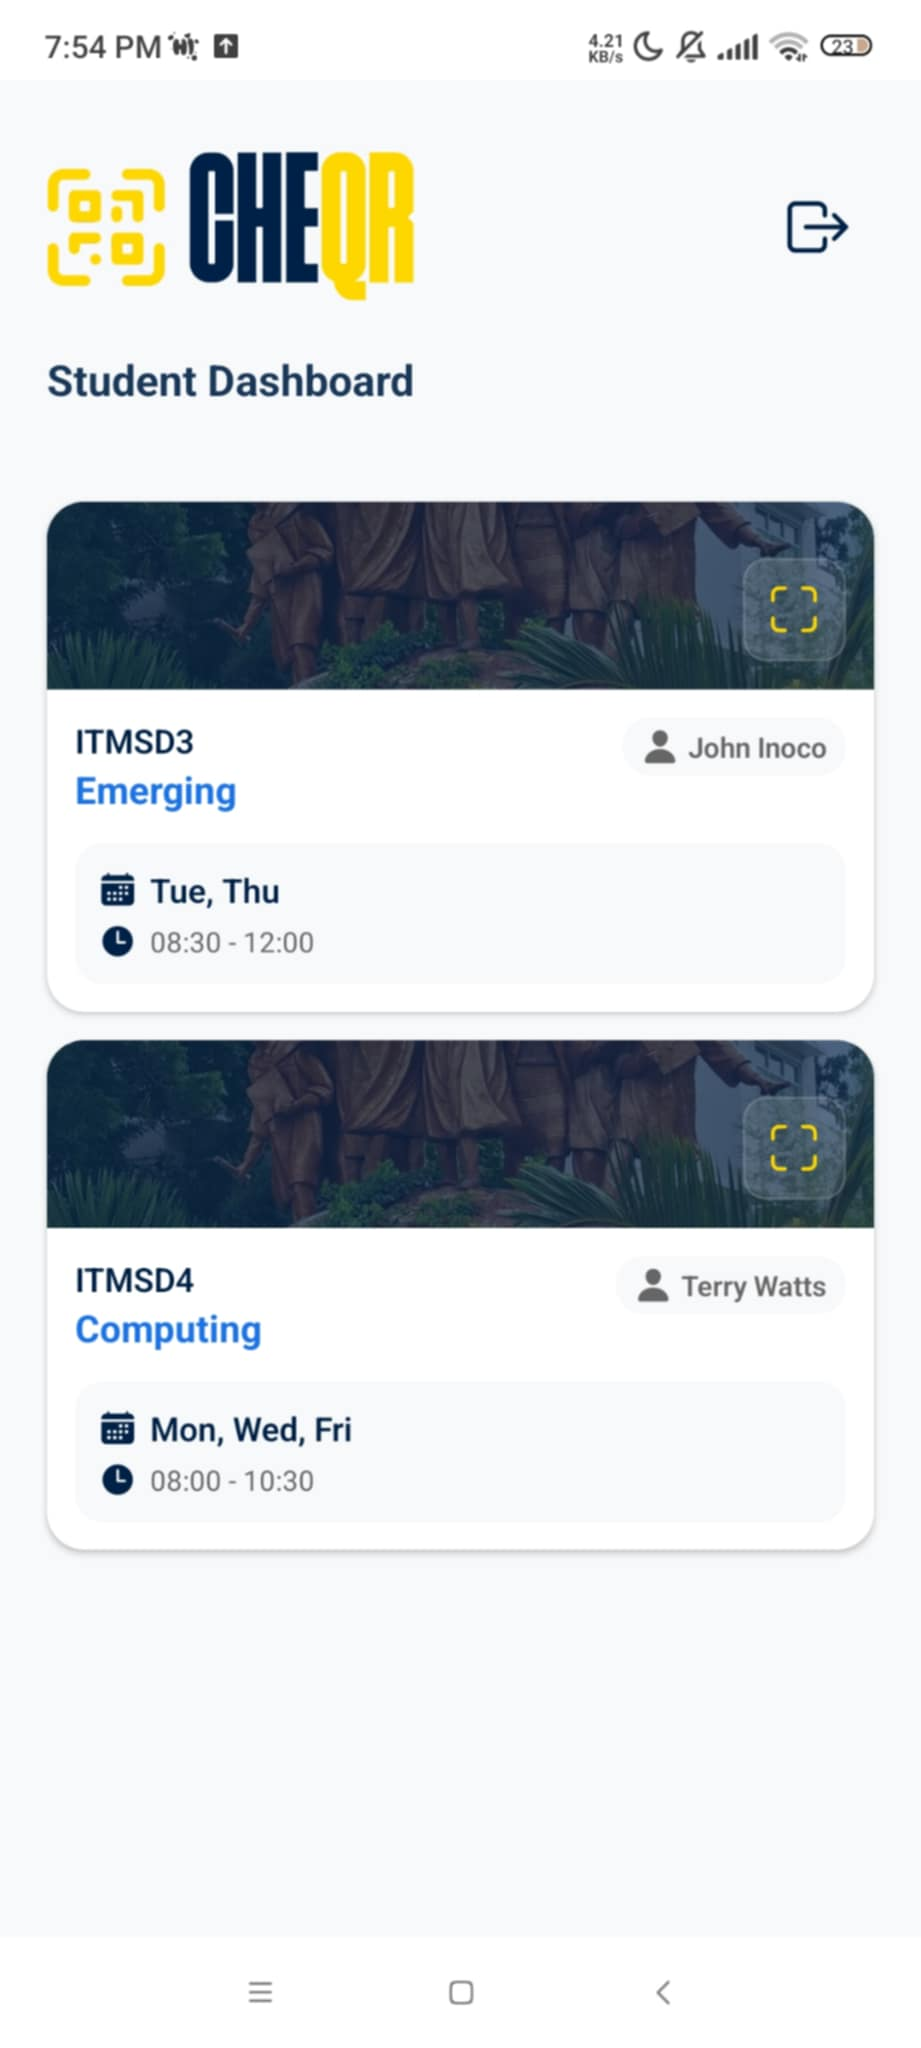 7:54 PM
4.21
KB/s
23
CHEQR
Student Dashboard
ITMSD3
John Inoco
Emerging
Tue, Thu
08:30 - 12:00
ITMSD4
Terry Watts
Computing
Mon, Wed, Fri
08:00 - 10:30